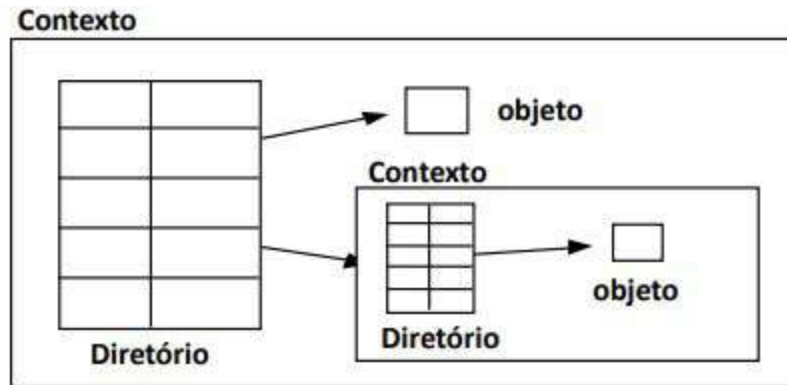 Contexto
objeto
Contexto
objeto
Diretório
Diretório